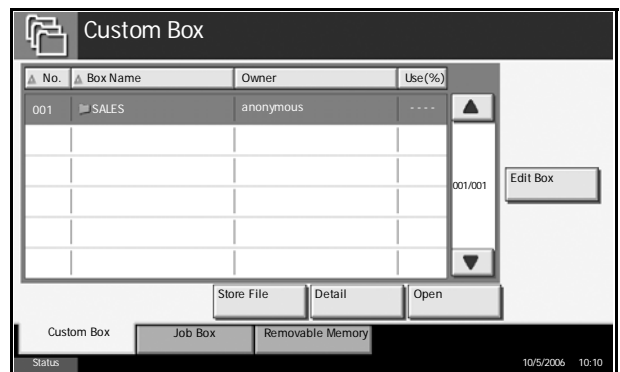 Custom Box
No. Box Name Owner Use(%)
001 SALES anonymous ----
001/001
Edit Box
Store File Detail Open
Custom Box Job Box Removable Memory
Status 10/5/2006 10:10